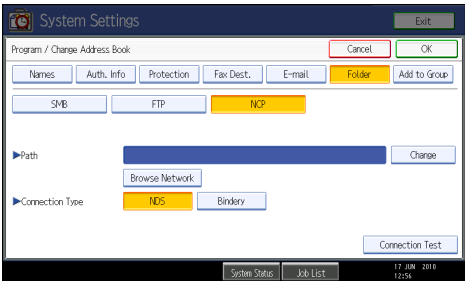 System Settings Exit
Program / Change Address Book Cancel OK
Names Auth. Info Protection Fax Dest. E-mail Folder Add to Group
SMB FTP NCP
▶Path Change
Browse Network
▶Connection Type NDS Bindery
Connection Test
System Status Job List 17 JUN 2010
12:56